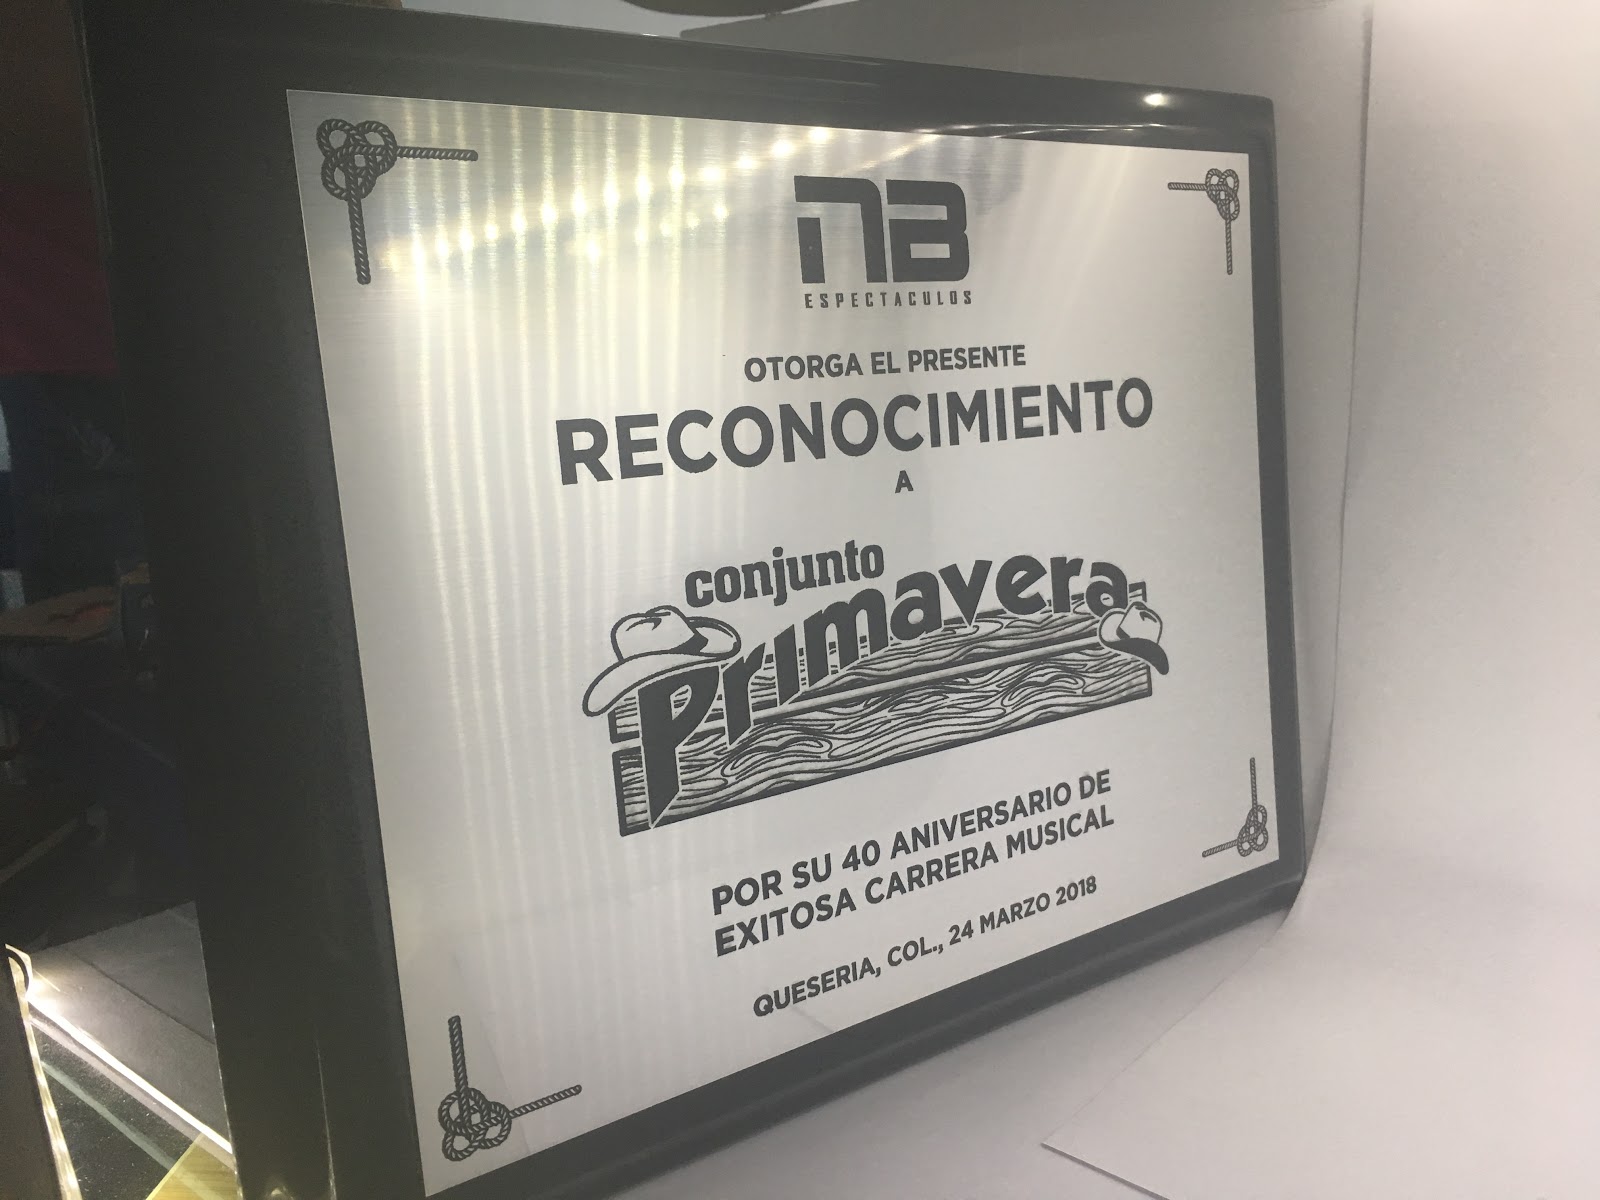 NB
ESPECTACULOS
OTORGA EL PRESENTE
RECONOCIMIENTO
A
conjunto
Primavera
POR SU 40 ANIVERSARIO DE
EXITOSA CARRERA MUSICAL
QUESERIA, COL., 24 MARZO 2018